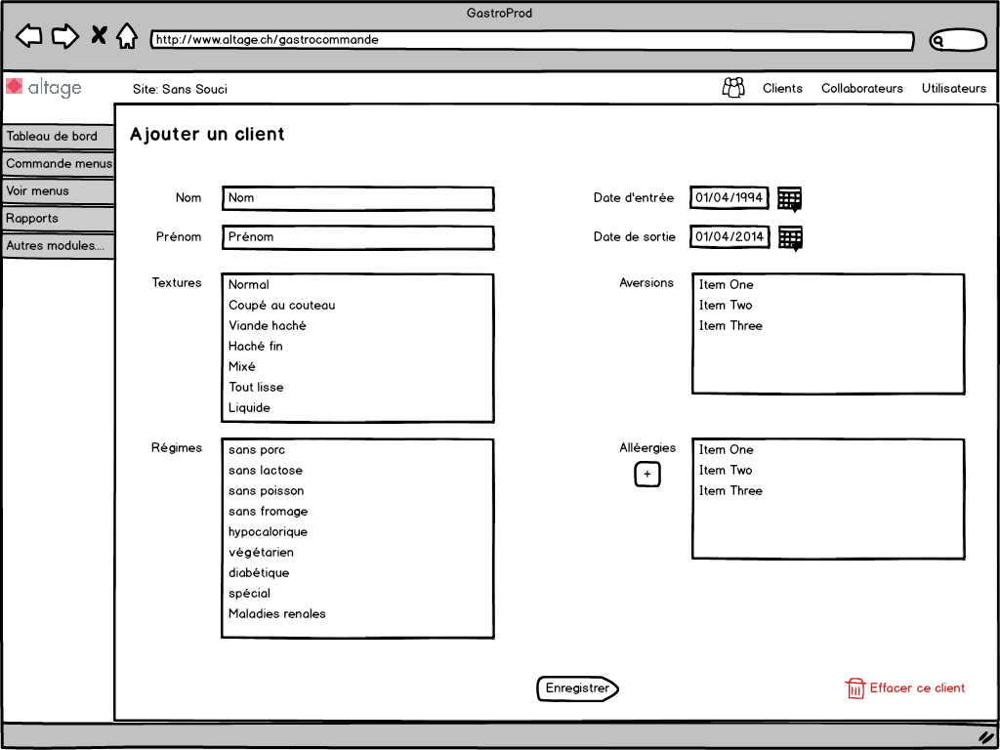 GastroProd
http://www.altage.ch/gastrocommande
altage
Site: Sans Souci
Clients
Collaborateurs
Utilisateurs
Tableau de bord
Commande menus
Voir menus
Rapports
Autres modules....
Ajouter un client
Nom
Nom
Date d'entrée
01/04/1994
Prénom
Prénom
Date de sortie
01/04/2014
Textures
Normal
Coupé au couteau
Viande haché
Haché fin
Mixé
Tout lisse
Liquide
Aversions
Item One
Item Two
Item Three
Régimes
sans porc
sans lactose
sans poisson
sans fromage
hypocalorique
végétarien
diabétique
spécial
Maladies renales
Alléergies
+
Item One
Item Two
Item Three
Enregistrer
Effacer ce client